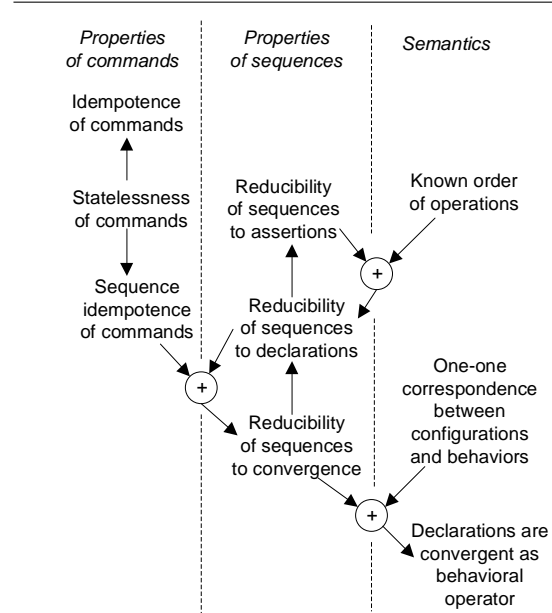 Properties
of commands
Properties
of sequences
Semantics
Idempotence
of commands
Statelessness
of commands
Reducibility
of sequences
to assertions
Known order
of operations
+
Sequence
idempotence
of commands
Reducibility
of sequences
to declarations
+
One-one
correspondence
between
configurations
and behaviors
Reducibility
of sequences
to convergence
+
Declarations are
convergent as
behavioral
operator